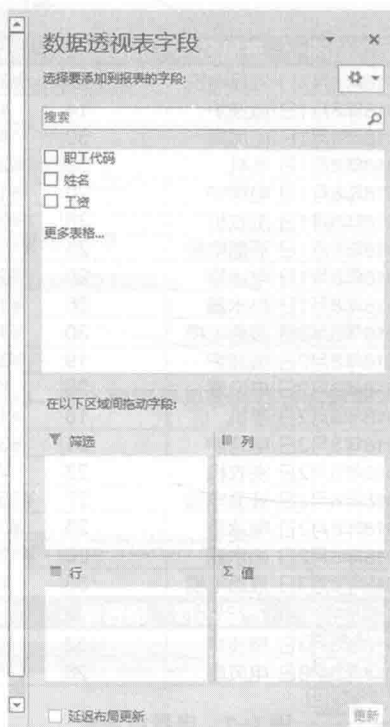 数据透视表字段
选择要添加到报表的字段:
搜索
职工代码
姓名
工资
更多表格...
在以下区域间拖动字段:
筛选
列
行
Σ 值
延迟布局更新
更新